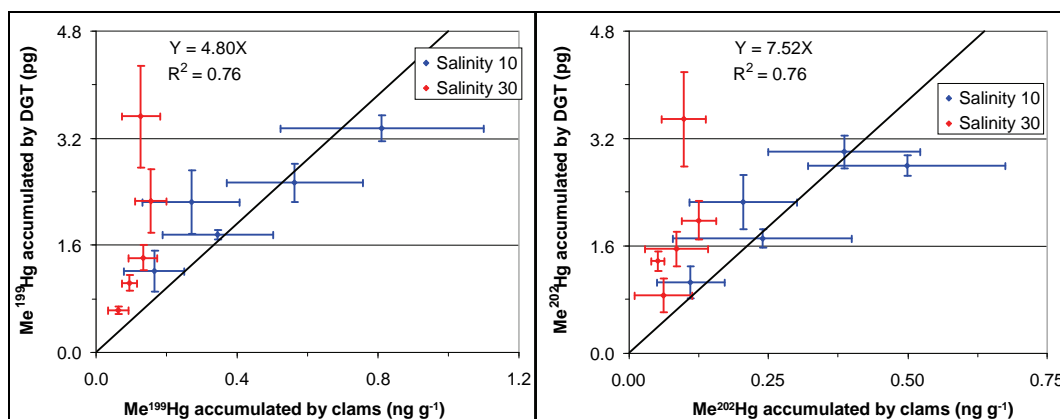 Me¹⁹⁹Hg accumulated by DGT (pg)
4.8
3.2
1.6
0.0
Y = 4.80X
R² = 0.76
Salinity 10
Salinity 30
0.0 0.4 0.8 1.2
Me¹⁹⁹Hg accumulated by clams (ng g⁻¹)
Me²⁰²Hg accumulated by DGT (pg)
4.8
3.2
1.6
0.0
Y = 7.52X
R² = 0.76
Salinity 10
Salinity 30
0.00 0.25 0.50 0.75
Me²⁰²Hg accumulated by clams (ng g⁻¹)